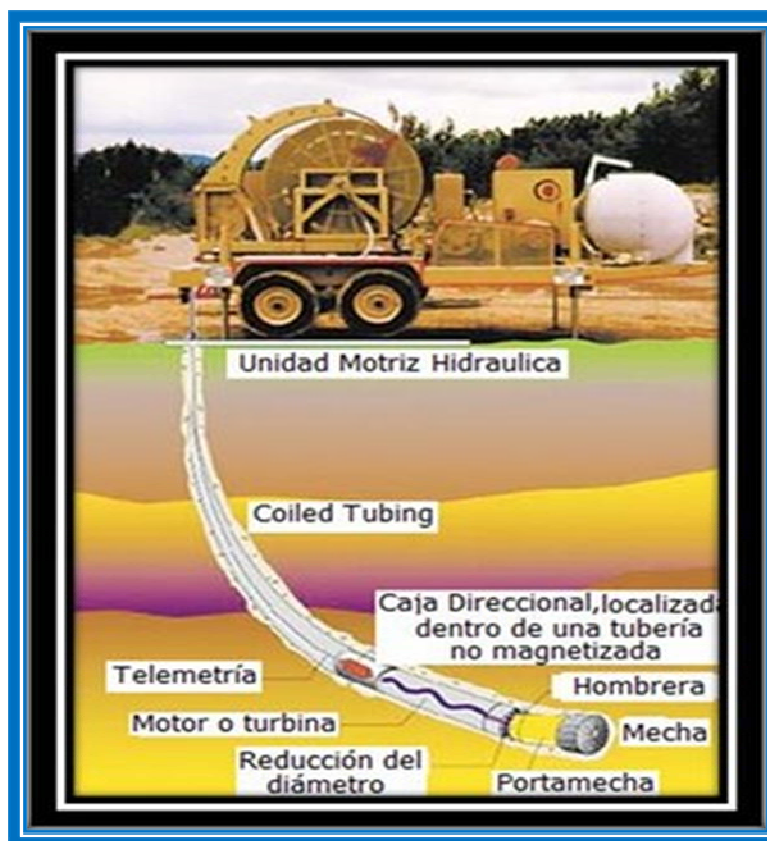 Unidad Motriz Hidraulica
Coiled Tubing
Caja Direccional,localizada
dentro de una tubería
no magnetizada
Telemetría
Hombrera
Motor o turbina
Mecha
Reducción del
diámetro
Portamecha